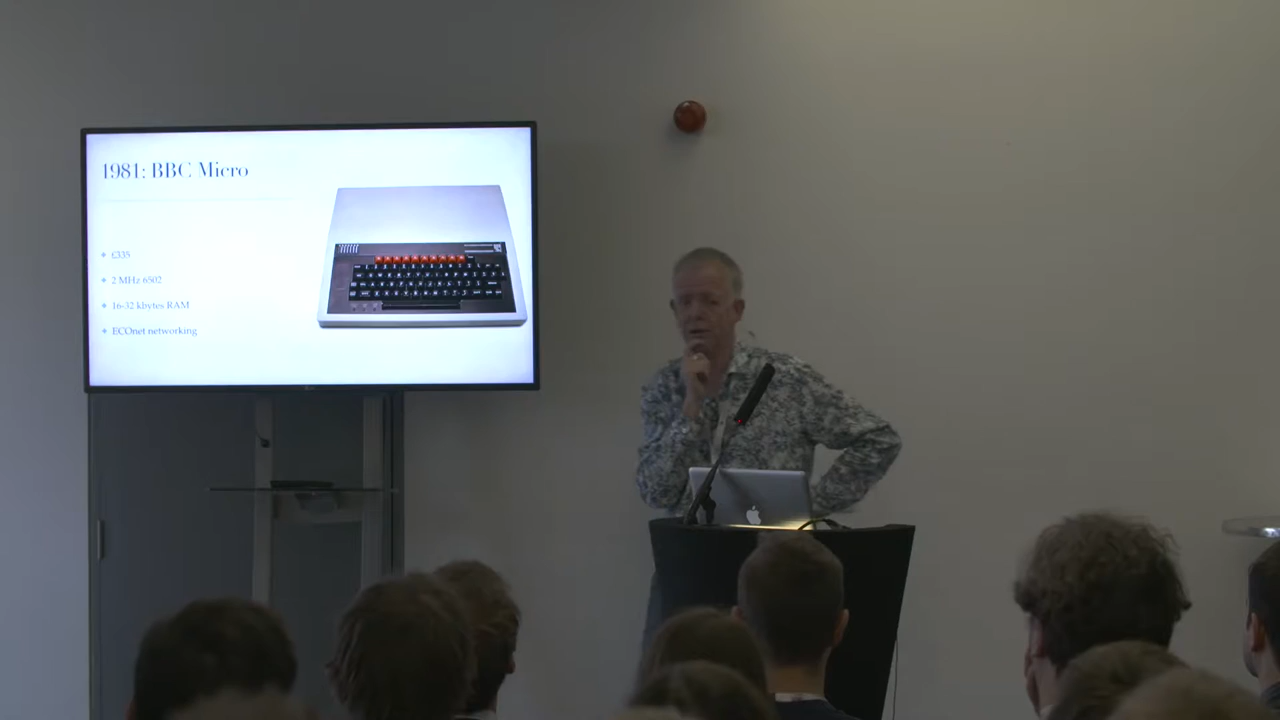 1981: BBC Micro
£335
2 MHz 6502
16-32 kbytes RAM
ECOnet networking